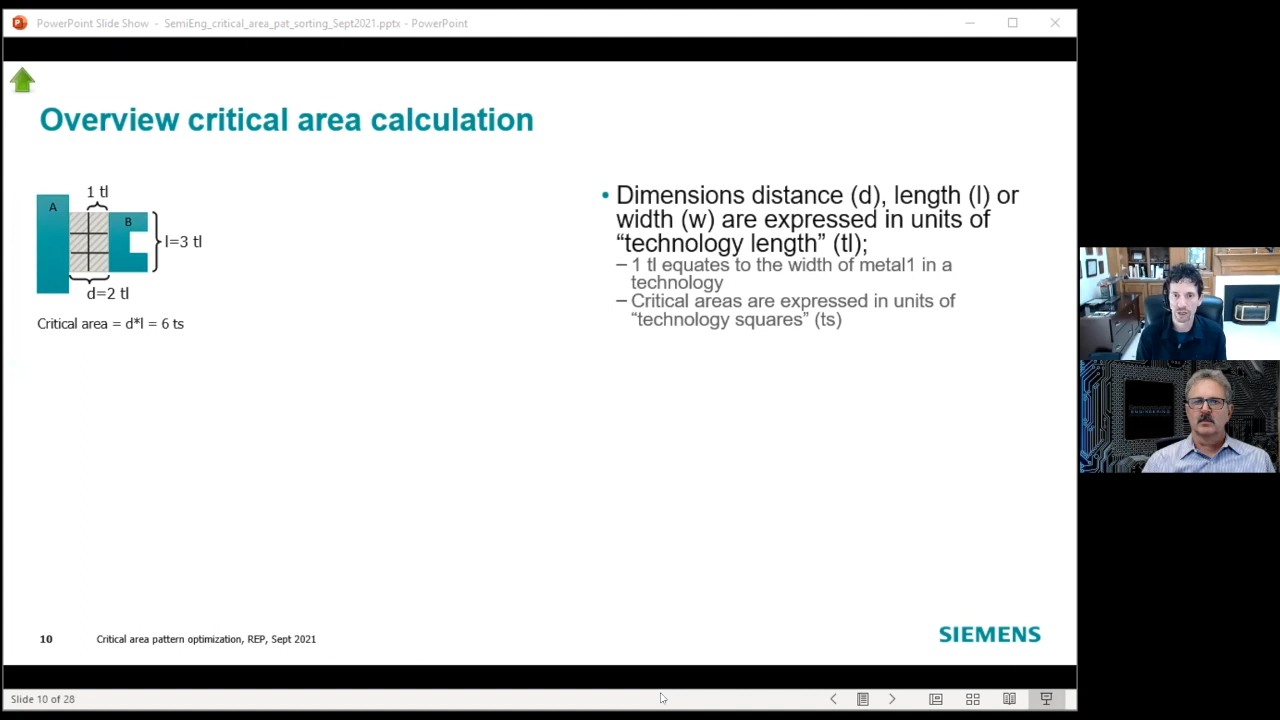 PowerPoint Slide Show - SemiEng_critical_area_pat_sorting_Sept2021.pptx - PowerPoint
Overview critical area calculation
1 tl
A
B
l=3 tl
d=2 tl
Critical area = d*l = 6 ts
• Dimensions distance (d), length (l) or
width (w) are expressed in units of
“technology length” (tl);
– 1 tl equates to the width of metal1 in a
technology
– Critical areas are expressed in units of
“technology squares” (ts)
ENGINEERING
10 Critical area pattern optimization, REP, Sept 2021
SIEMENS
Slide 10 of 28